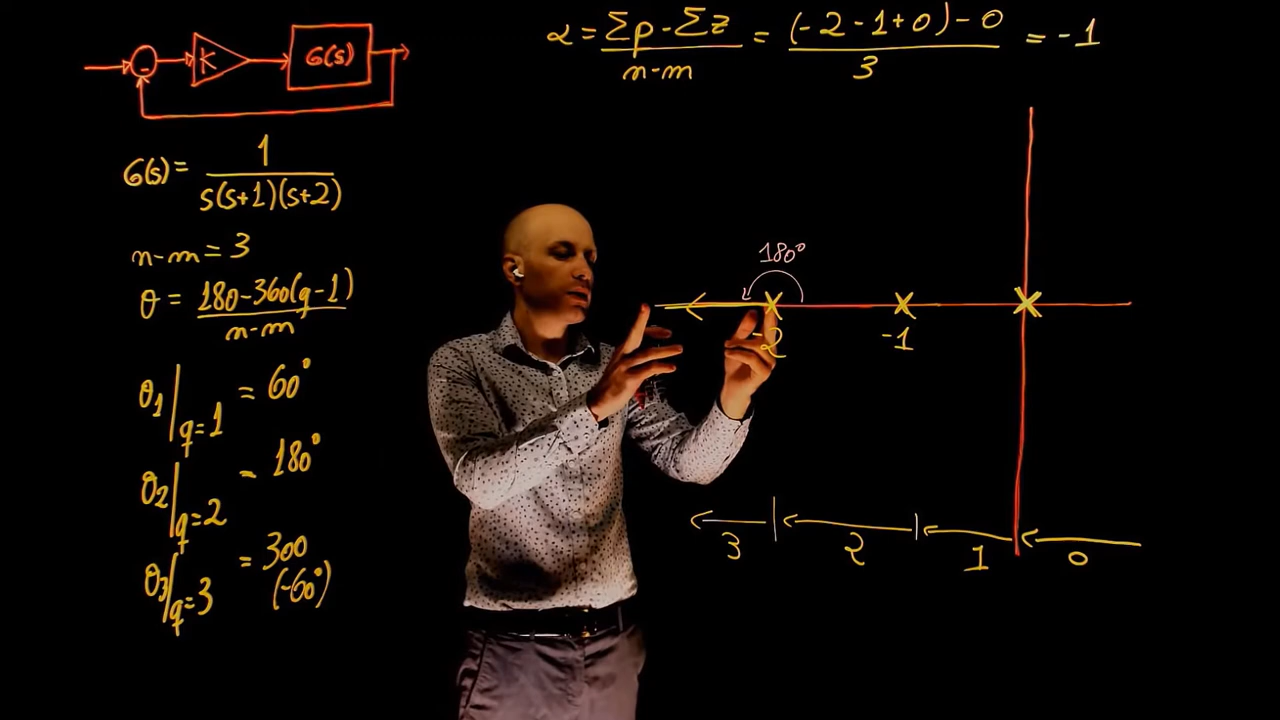 α = Σp - Σz / n-m = (-2-1+0)-0 / 3 = -1
- K G(s)
G(s) = 1 / s(s+1)(s+2)
n-m = 3
θ = 180-360(q-1) / n-m
θ1|q=1 = 60°
θ2|q=2 = 180°
θ3|q=3 = 300
(-60°)
180°
-2 -1
3 2 1 0